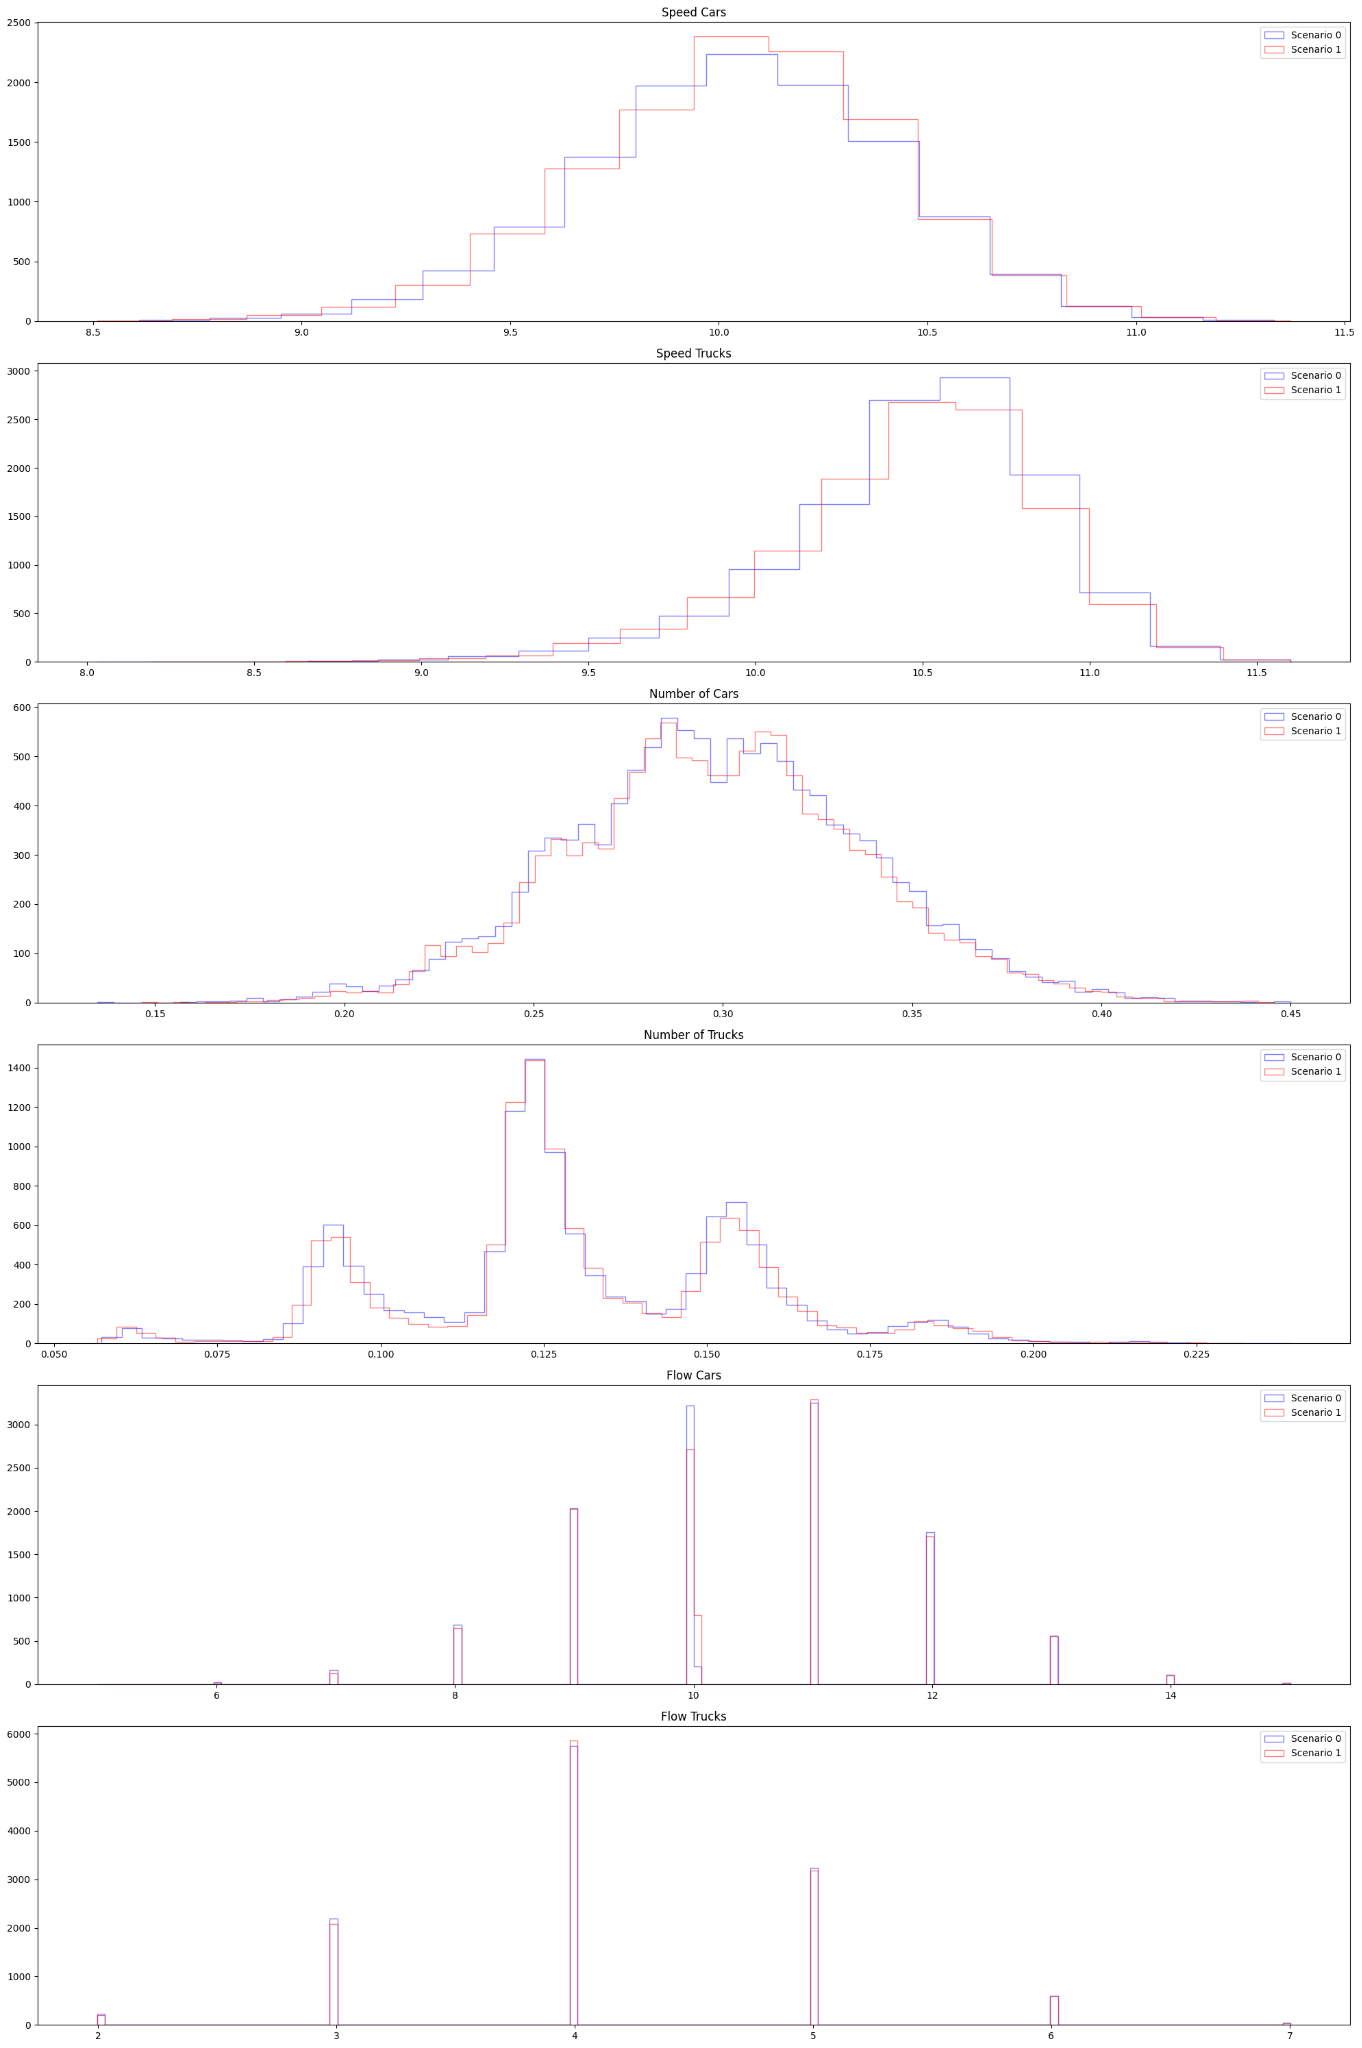 Speed Cars
2500
2000
1500
1000
500
0
Scenario 0
Scenario 1
8.5 9.0 9.5 10.0 10.5 11.0 11.5
Speed Trucks
3000
2500
2000
1500
1000
500
0
Scenario 0
Scenario 1
8.0 8.5 9.0 9.5 10.0 10.5 11.0 11.5
Number of Cars
600
500
400
300
200
100
0
Scenario 0
Scenario 1
0.15 0.20 0.25 0.30 0.35 0.40 0.45
Number of Trucks
1400
1200
1000
800
600
400
200
0
Scenario 0
Scenario 1
0.050 0.075 0.100 0.125 0.150 0.175 0.200 0.225
Flow Cars
3000
2500
2000
1500
1000
500
0
Scenario 0
Scenario 1
6 8 10 12 14
Flow Trucks
6000
5000
4000
3000
2000
1000
0
Scenario 0
Scenario 1
2 3 4 5 6 7